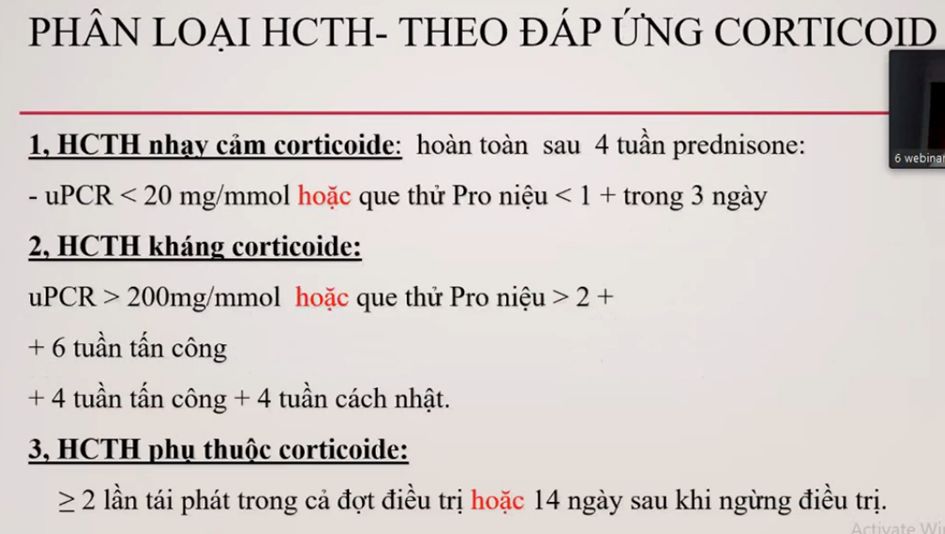 PHÂN LOẠI HCTH- THEO ĐÁP ỨNG CORTICOID
1, HCTH nhạy cảm corticoide: hoàn toàn sau 4 tuần prednisone:
6 webinar
- uPCR < 20 mg/mmol hoặc que thử Pro niệu < 1 + trong 3 ngày
2, HCTH kháng corticoide:
uPCR > 200mg/mmol hoặc que thử Pro niệu > 2 +
+ 6 tuần tấn công
+ 4 tuần tấn công + 4 tuần cách nhật.
3, HCTH phụ thuộc corticoide:
≥ 2 lần tái phát trong cả đợt điều trị hoặc 14 ngày sau khi ngừng điều trị.
Activate Wi